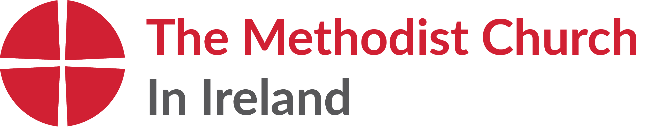 The Methodist Church
In Ireland